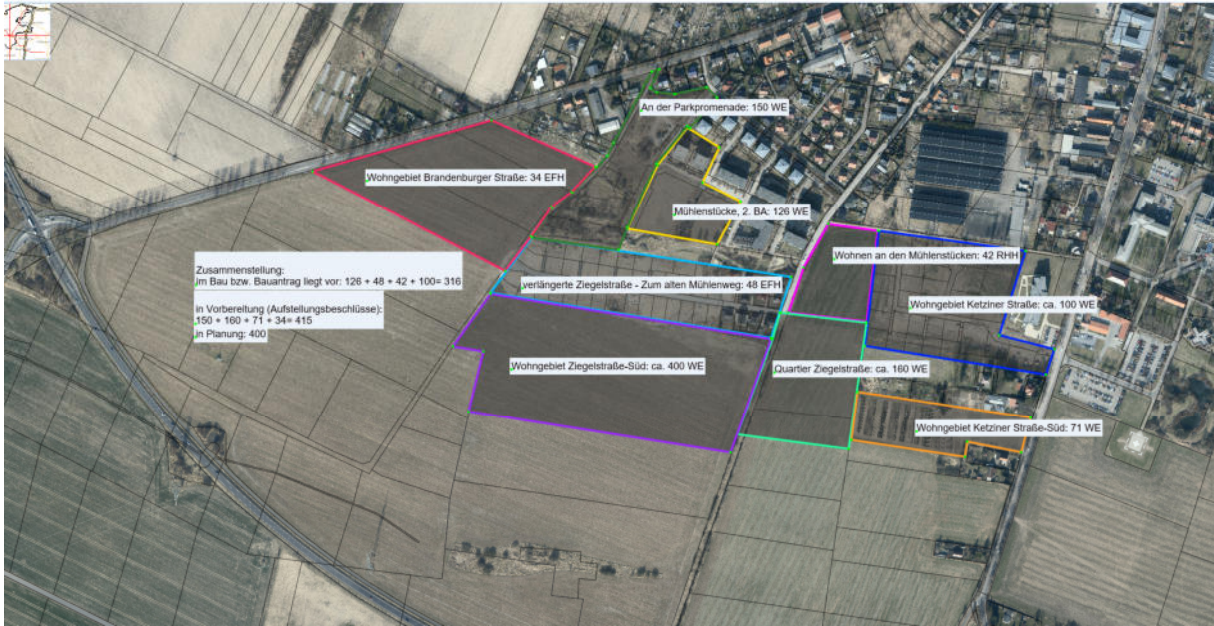 An der Parkpromenade: 150 WE
Wohngebiet Brandenburger Straße: 34 EFH
Mühlenstücke, 2. BA: 126 WE
Wohnen an den Mühlenstücken: 42 RHH
Zusammenstellung:
im Bau bzw. Bauantrag liegt vor: 126 + 48 + 42 + 100= 316
in Vorbereitung (Aufstellungsbeschlüsse):
150 + 160 + 71 + 34= 415
in Planung: 400
verlängerte Ziegelstraße - Zum alten Mühlenweg: 48 EFH
Wohngebiet Ketziner Straße: ca. 100 WE
Wohngebiet Ziegelstraße-Süd: ca. 400 WE
Quartier Ziegelstraße: ca. 160 WE
Wohngebiet Ketziner Straße-Süd: 71 WE